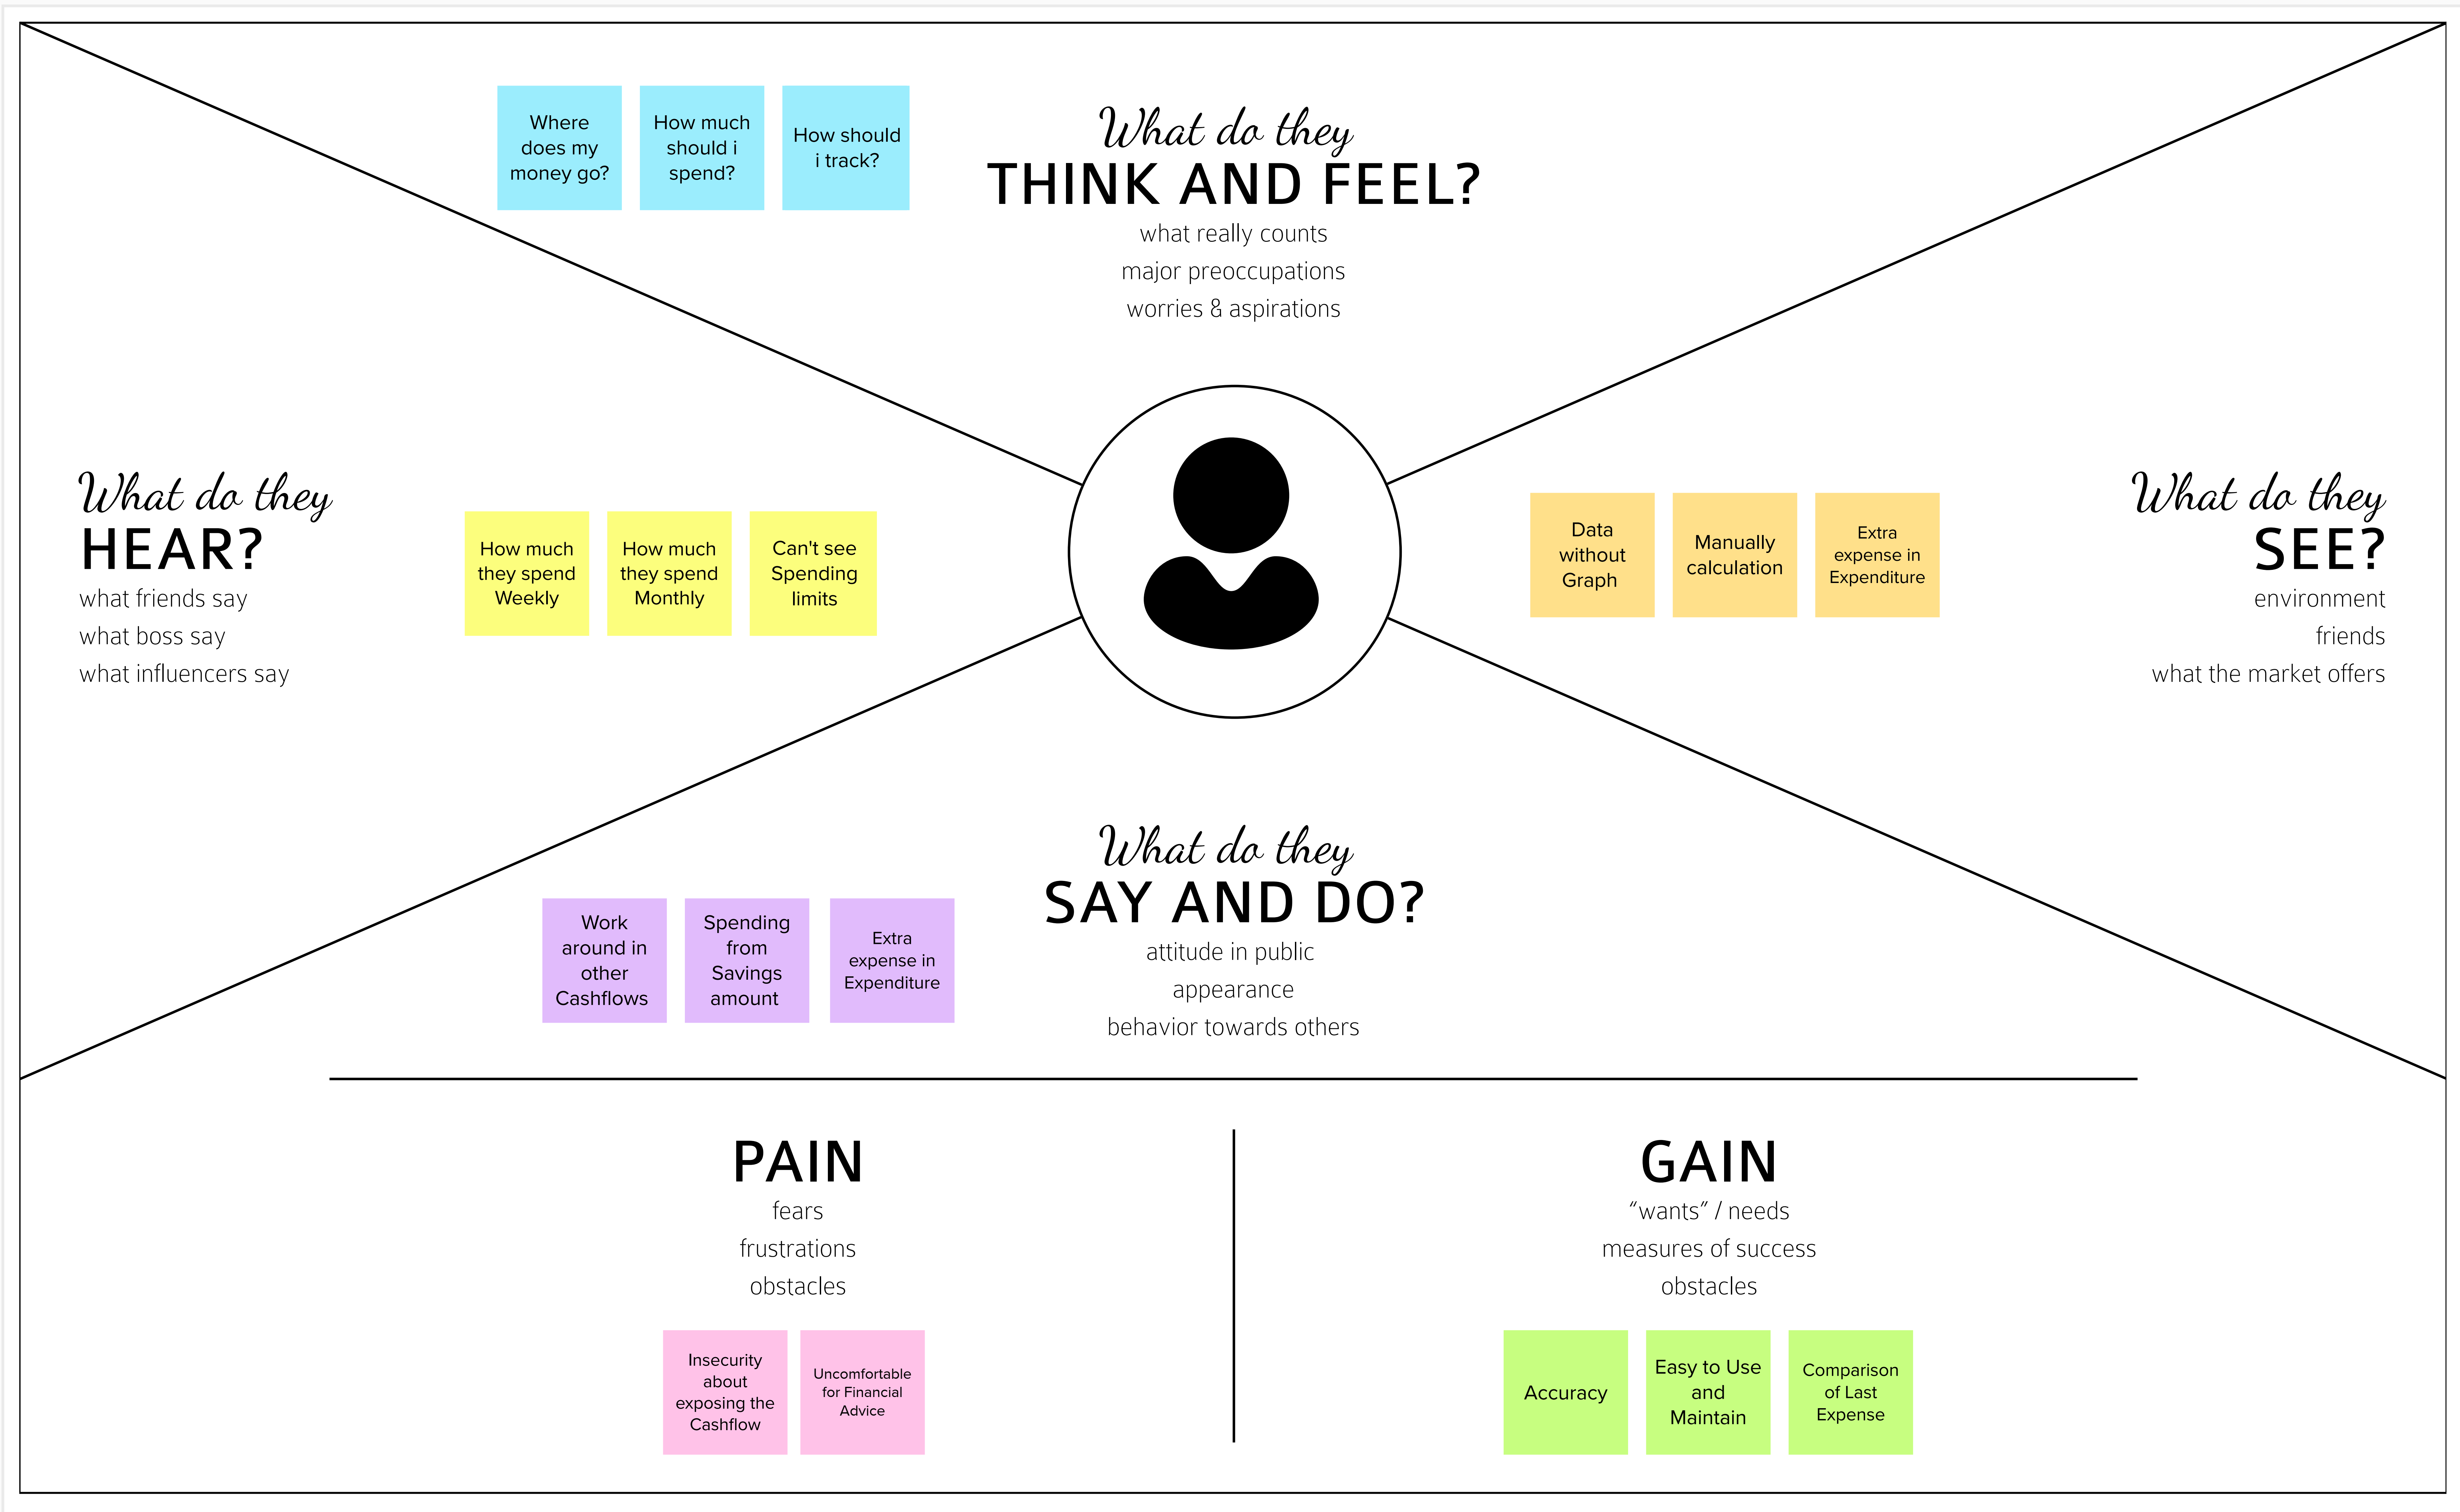 Where
does my
money go?
How much
should i
spend?
How should
i track?
What do they
THINK AND FEEL?
what really counts
major preoccupations
worries & aspirations
What do they
HEAR?
what friends say
what boss say
what influencers say
How much
they spend
Weekly
How much
they spend
Monthly
Can't see
Spending
limits
Data
without
Graph
Manually
calculation
Extra
expense in
Expenditure
What do they
SEE?
environment
friends
what the market offers
Work
around in
other
Cashflows
Spending
from
Savings
amount
Extra
expense in
Expenditure
What do they
SAY AND DO?
attitude in public
appearance
behavior towards others
PAIN
fears
frustrations
obstacles
Insecurity
about
exposing the
Cashflow
Uncomfortable
for Financial
Advice
GAIN
“wants” / needs
measures of success
obstacles
Accuracy
Easy to Use
and
Maintain
Comparison
of Last
Expense